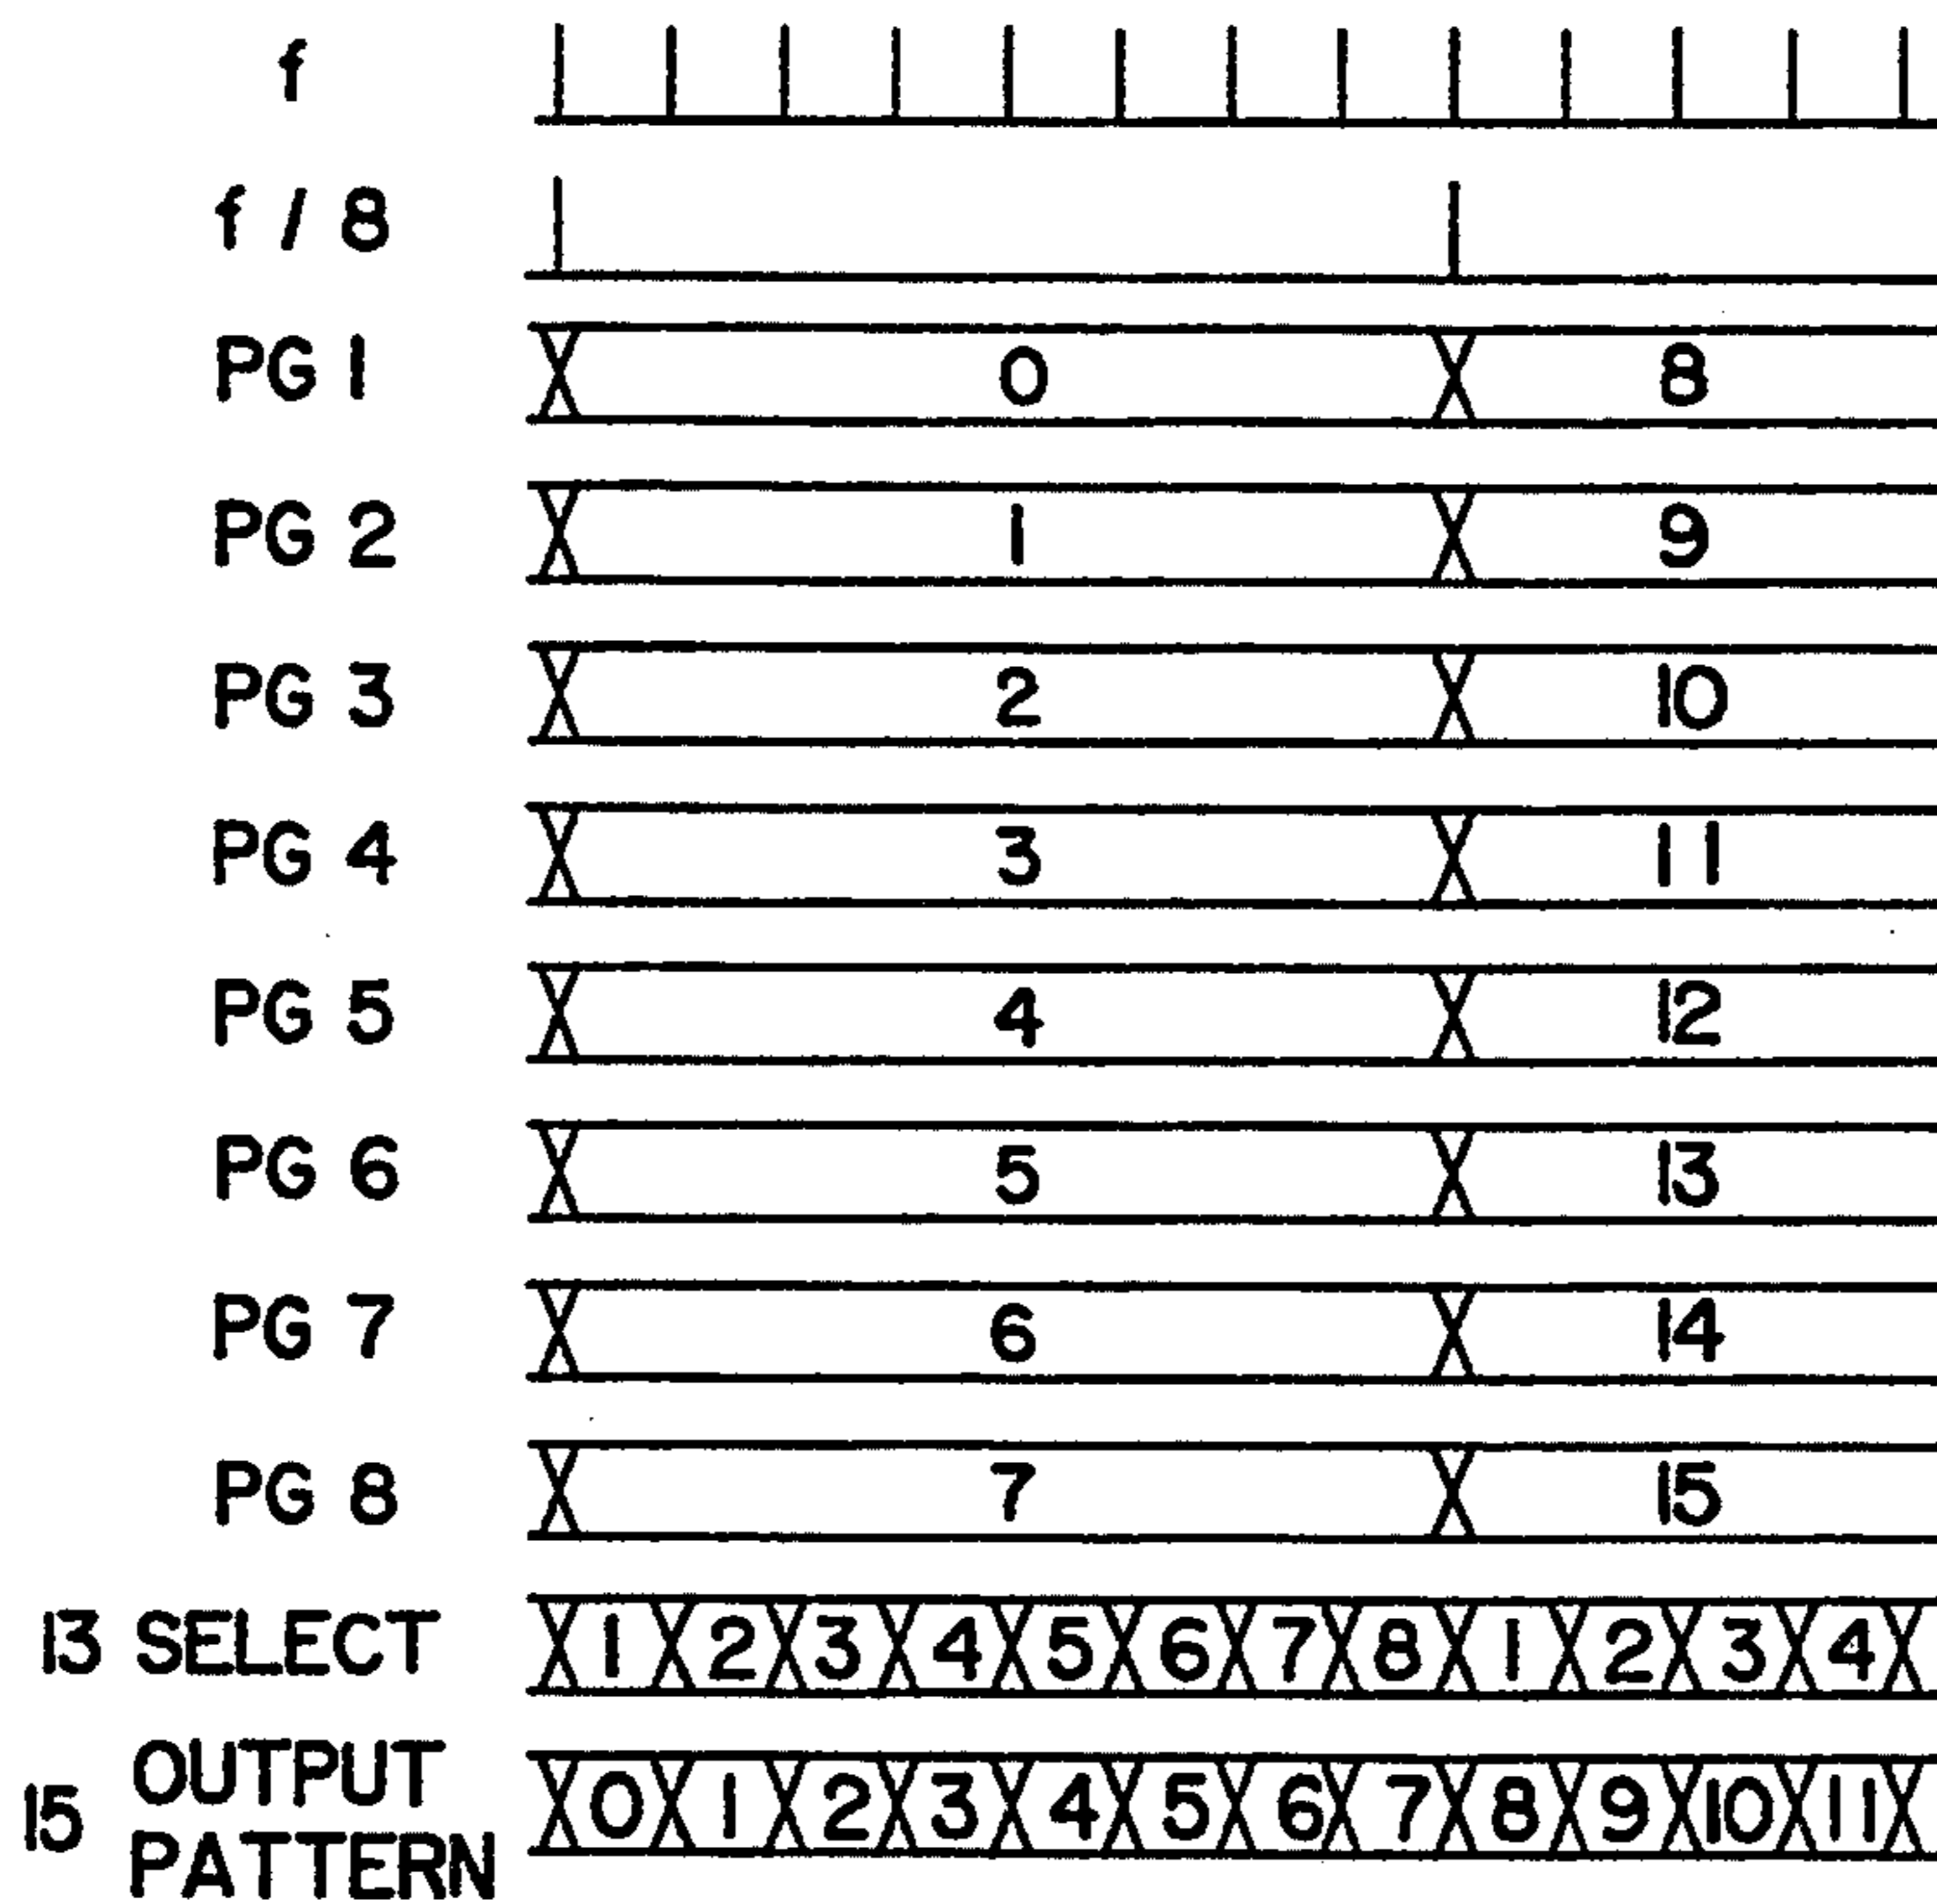 f
f / 8
PG 1 0 8
PG 2 1 9
PG 3 2 10
PG 4 3 11
PG 5 4 12
PG 6 5 13
PG 7 6 14
PG 8 7 15
13 SELECT 1 2 3 4 5 6 7 8 1 2 3 4
15 OUTPUT PATTERN 0 1 2 3 4 5 6 7 8 9 10 11